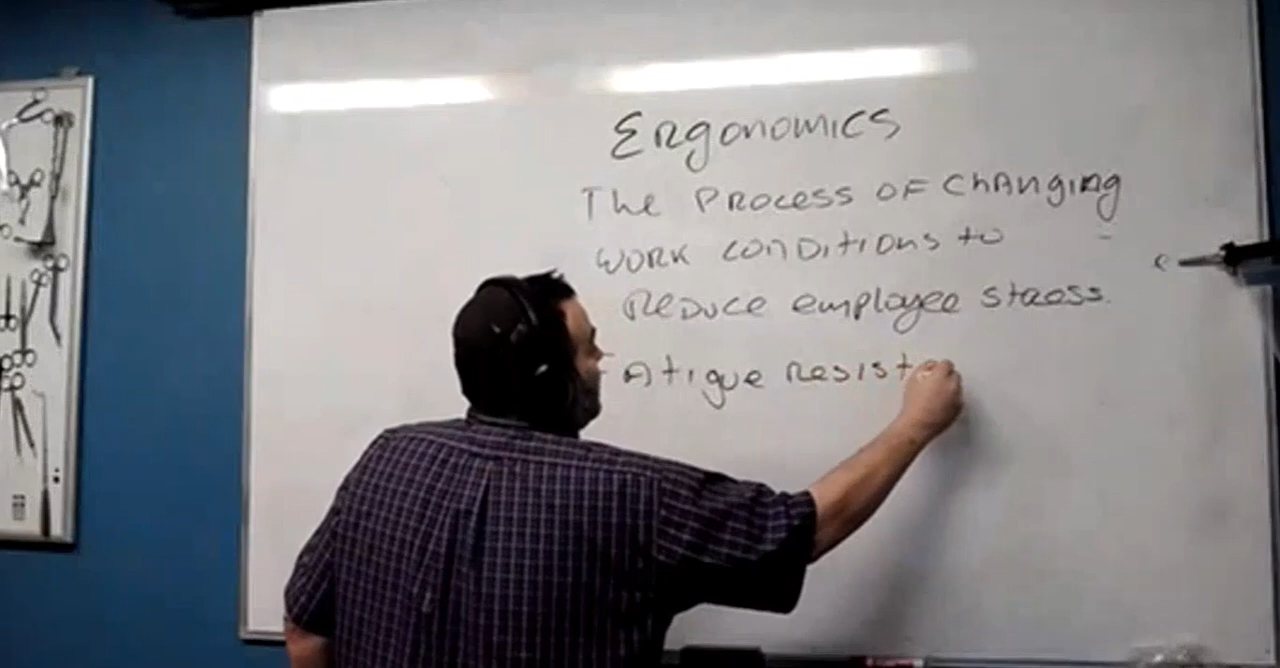 Ergonomics
The Process of Changing
work conditions to
Reduce employee stress.
Fatigue Resist